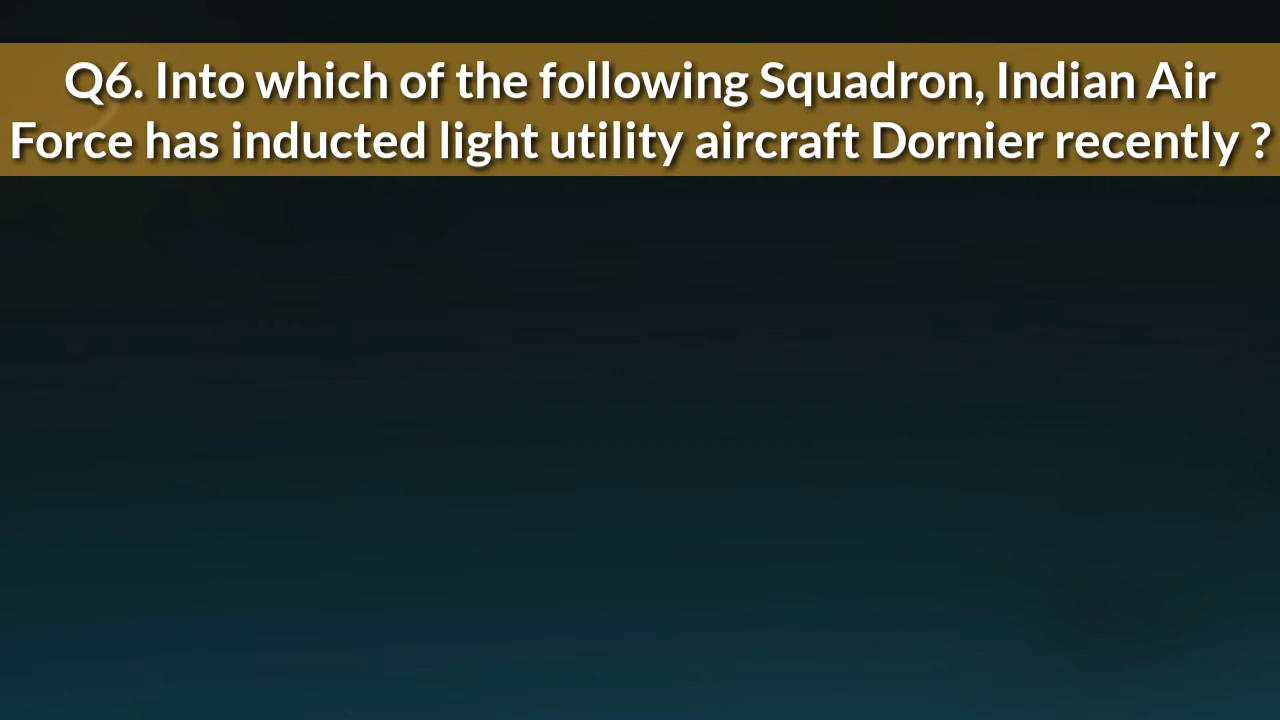 Q6. Into which of the following Squadron, Indian Air
Force has inducted light utility aircraft Dornier recently ?